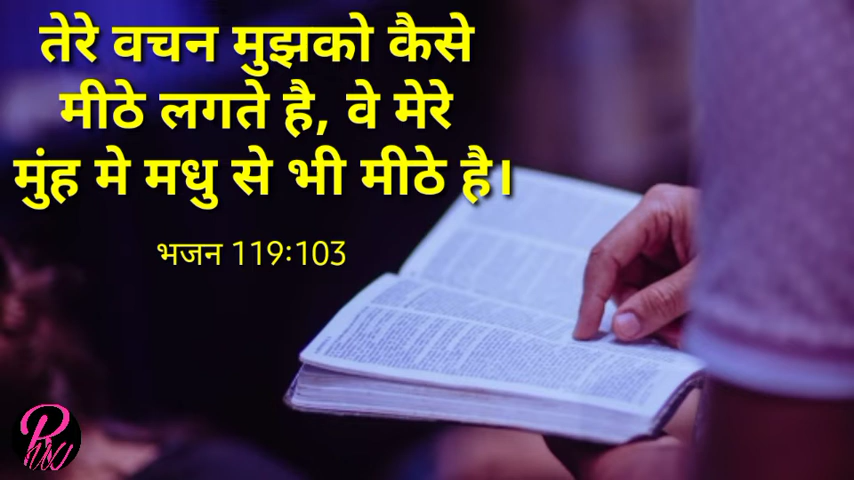 तेरे वचन मुझको कैसे
मीठे लगते है, वे मेरे
मुंह मे मधु से भी मीठे है।
भजन 119:103